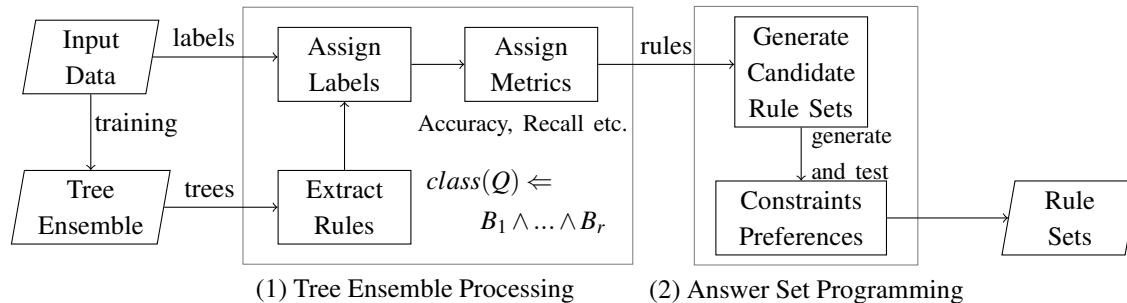 Input
Data
labels
training
Tree
Ensemble
trees
Assign
Labels
Assign
Metrics
Accuracy, Recall etc.
Extract
Rules
class(Q) ⇐
B₁ ∧ ... ∧ Bᵣ
(1) Tree Ensemble Processing
rules
Generate
Candidate
Rule Sets
generate
and test
Constraints
Preferences
(2) Answer Set Programming
Rule
Sets